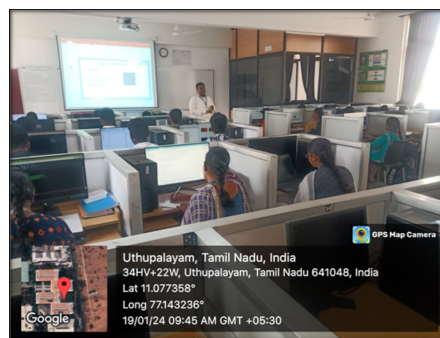 GPS Map Camera
Uthupalayam, Tamil Nadu, India
34HV+22W, Uthupalayam, Tamil Nadu 641048, India
Lat 11.077358°
Long 77.143236°
19/01/24 09:45 AM GMT +05:30
Google